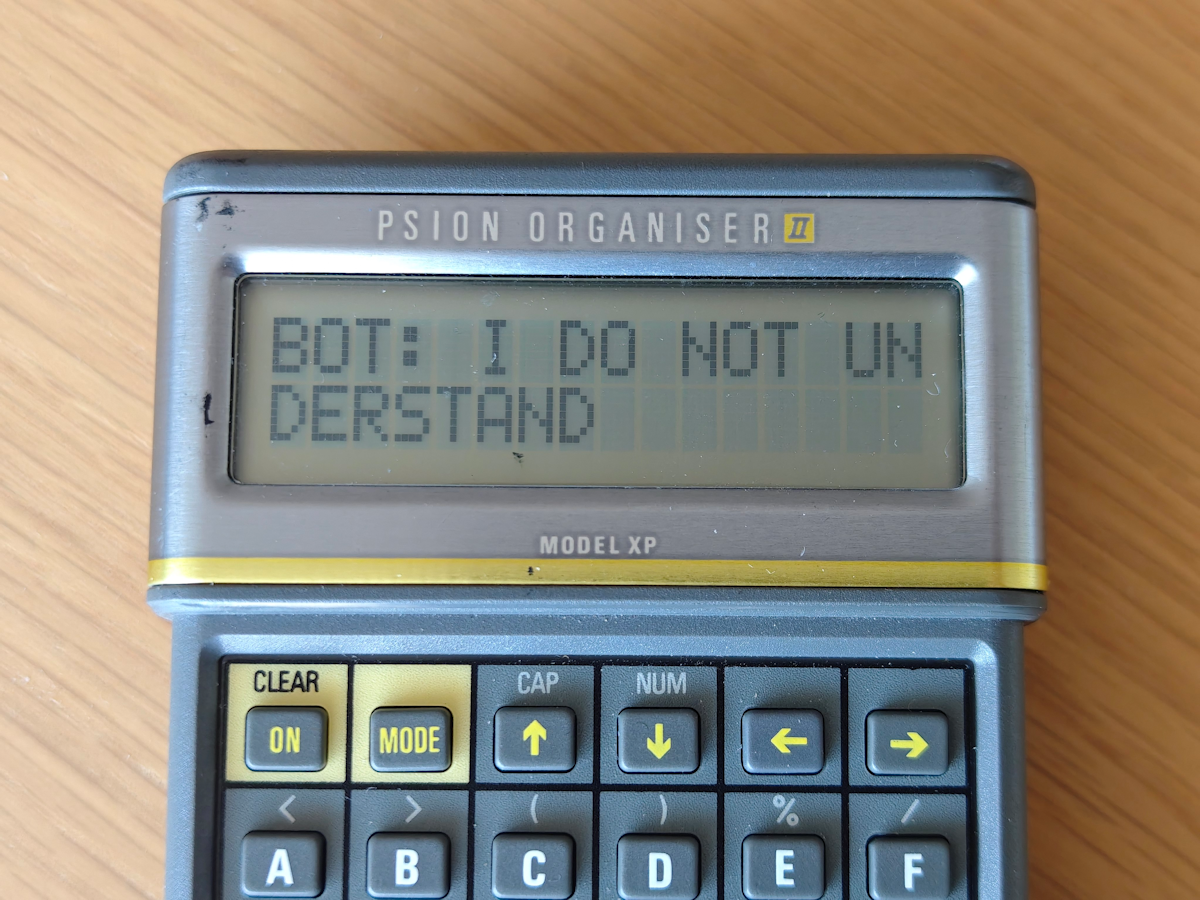 PSION ORGANISER II
BOT: I DO NOT UN
DERSTAND
MODEL XP
CLEAR CAP NUM
ON MODE ↑ ↓ ← →
< > ( ) % /
A B C D E F